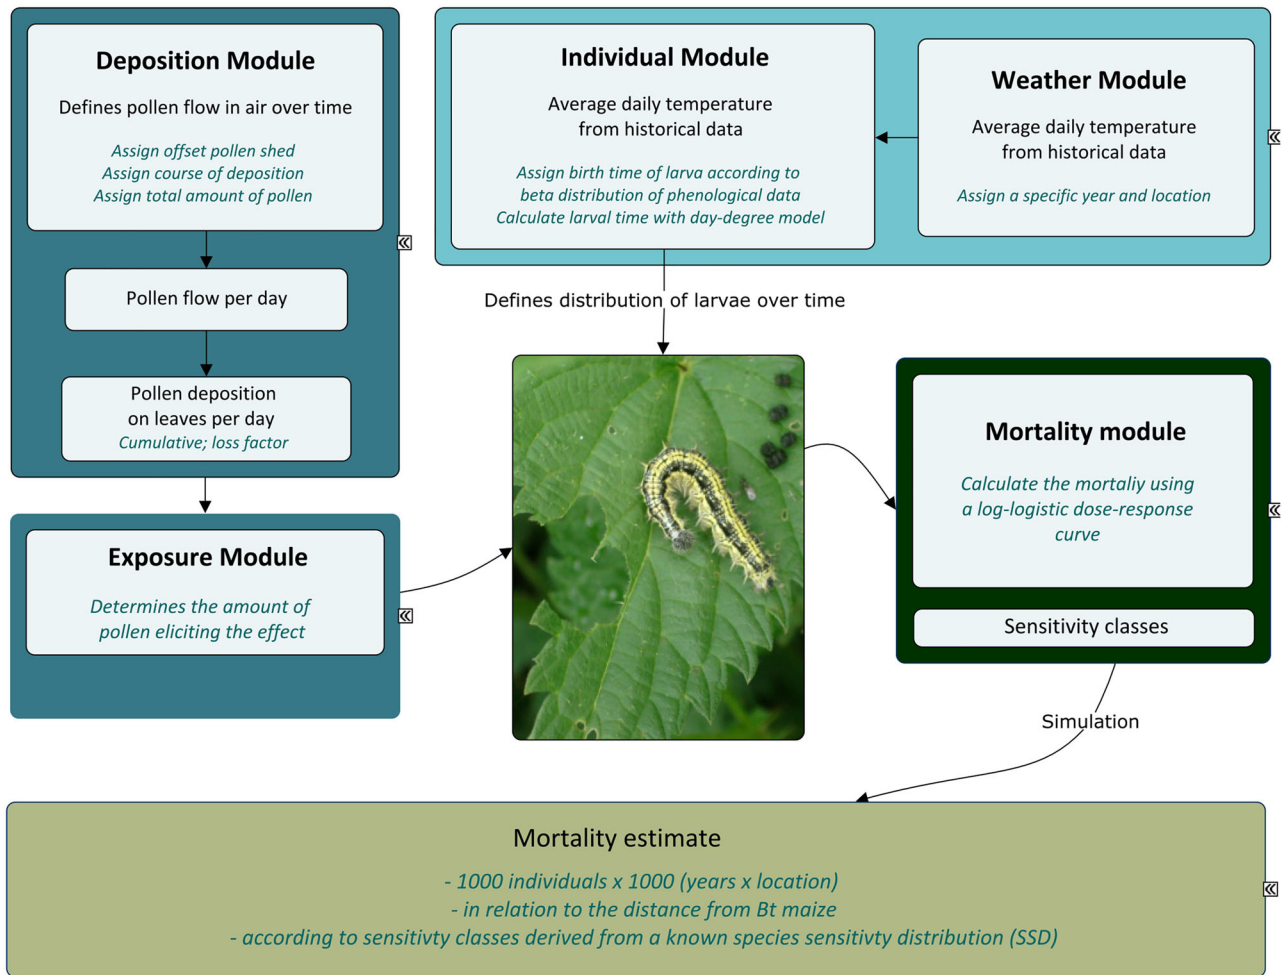 Deposition Module
Defines pollen flow in air over time
Assign offset pollen shed
Assign course of deposition
Assign total amount of pollen
Pollen flow per day
Pollen deposition
on leaves per day
Cumulative; loss factor
Exposure Module
Determines the amount of
pollen eliciting the effect
Individual Module
Average daily temperature
from historical data
Assign birth time of larva according to
beta distribution of phenological data
Calculate larval time with day-degree model
Weather Module
Average daily temperature
from historical data
Assign a specific year and location
Defines distribution of larvae over time
Mortality module
Calculate the mortaliy using
a log-logistic dose-response
curve
Sensitivity classes
Simulation
Mortality estimate
- 1000 individuals x 1000 (years x location)
- in relation to the distance from Bt maize
- according to sensitivty classes derived from a known species sensitivty distribution (SSD)